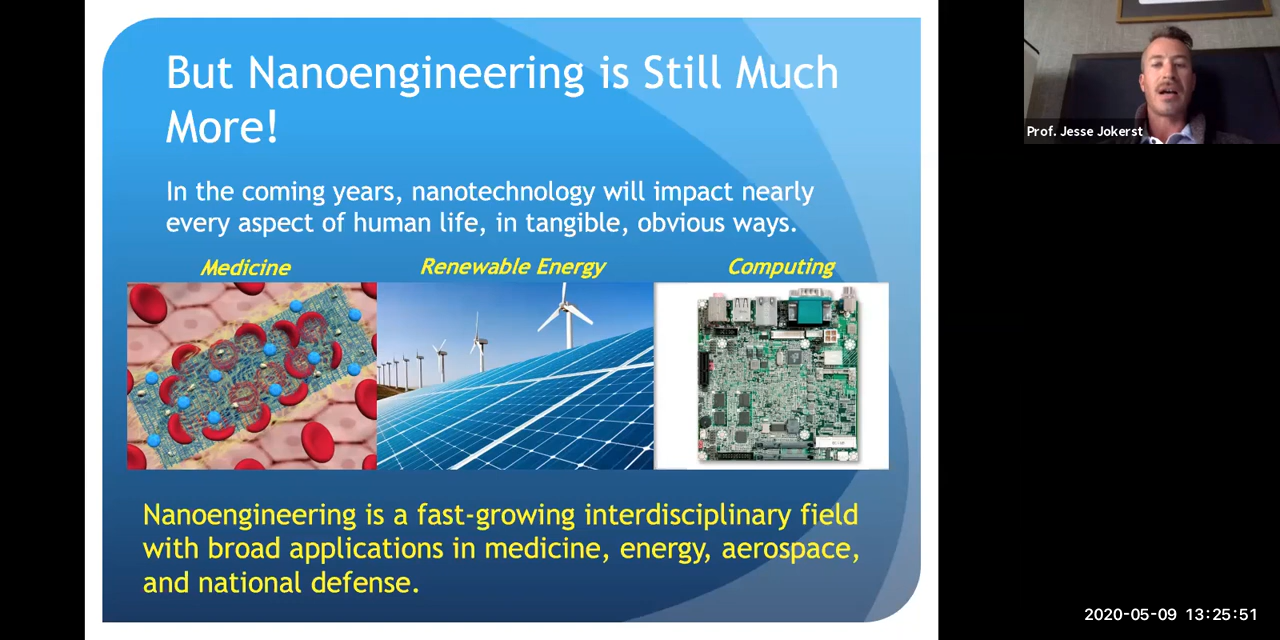 But Nanoengineering is Still Much
More!
In the coming years, nanotechnology will impact nearly
every aspect of human life, in tangible, obvious ways.
Medicine
Renewable Energy
Computing
Nanoengineering is a fast-growing interdisciplinary field
with broad applications in medicine, energy, aerospace,
and national defense.
Prof. Jesse Jokerst
2020-05-09 13:25:51